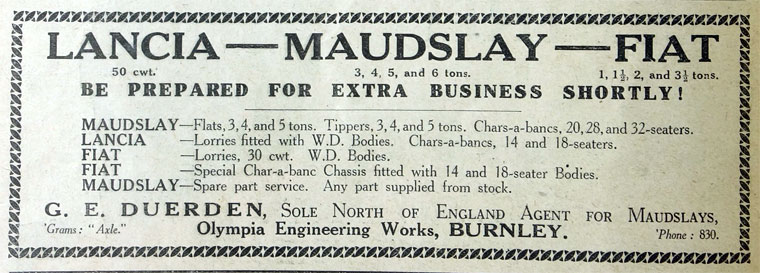 LANCIA—MAUDSLAY—FIAT
50 cwt. 3, 4, 5, and 6 tons. 1, 1½, 2, and 3½ tons.
BE PREPARED FOR EXTRA BUSINESS SHORTLY!
MAUDSLAY—Flats, 3, 4, and 5 tons. Tippers, 3, 4, and 5 tons. Chars-a-bancs, 20, 28, and 32-seaters.
LANCIA —Lorries fitted with W.D. Bodies. Chars-a-bancs, 14 and 18-seaters.
FIAT —Lorries, 30 cwt. W.D. Bodies.
FIAT —Special Char-a-banc Chassis fitted with 14 and 18-seater Bodies.
MAUDSLAY—Spare part service. Any part supplied from stock.
G. E. DUERDEN, SOLE NORTH OF ENGLAND AGENT FOR MAUDSLAYS,
'Grams: "Axle." Olympia Engineering Works, BURNLEY. 'Phone: 830.